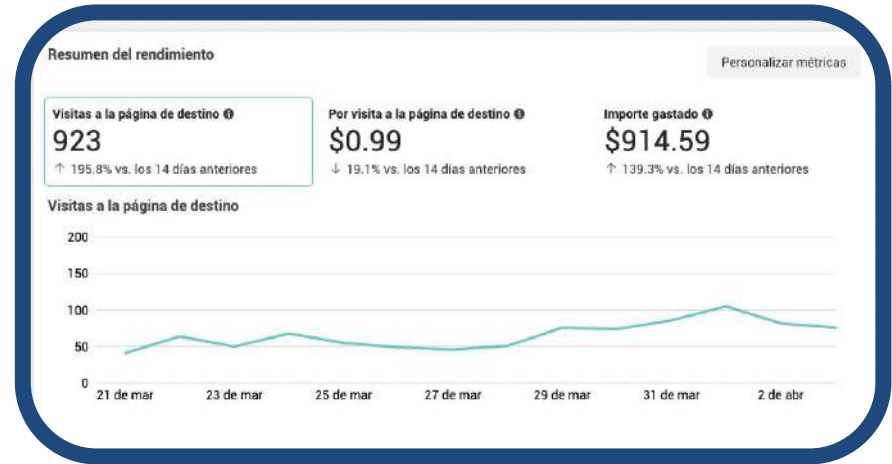 Resumen del rendimiento
Personalizar métricas
Visitas a la página de destino
923
↑ 195.8% vs. los 14 días anteriores
Por visita a la página de destino
$0.99
↓ 19.1% vs. los 14 días anteriores
Importe gastado
$914.59
↑ 139.3% vs. los 14 días anteriores
Visitas a la página de destino
200
150
100
50
0
21 de mar 23 de mar 25 de mar 27 de mar 29 de mar 31 de mar 2 de abr